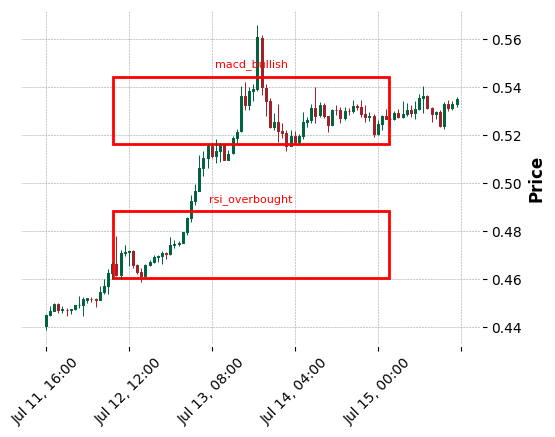 macd_bullish
rsi_overbought
0.56
0.54
0.52
0.50
0.48
0.46
0.44
Price
Jul 11, 16:00
Jul 12, 12:00
Jul 13, 08:00
Jul 14, 04:00
Jul 15, 00:00